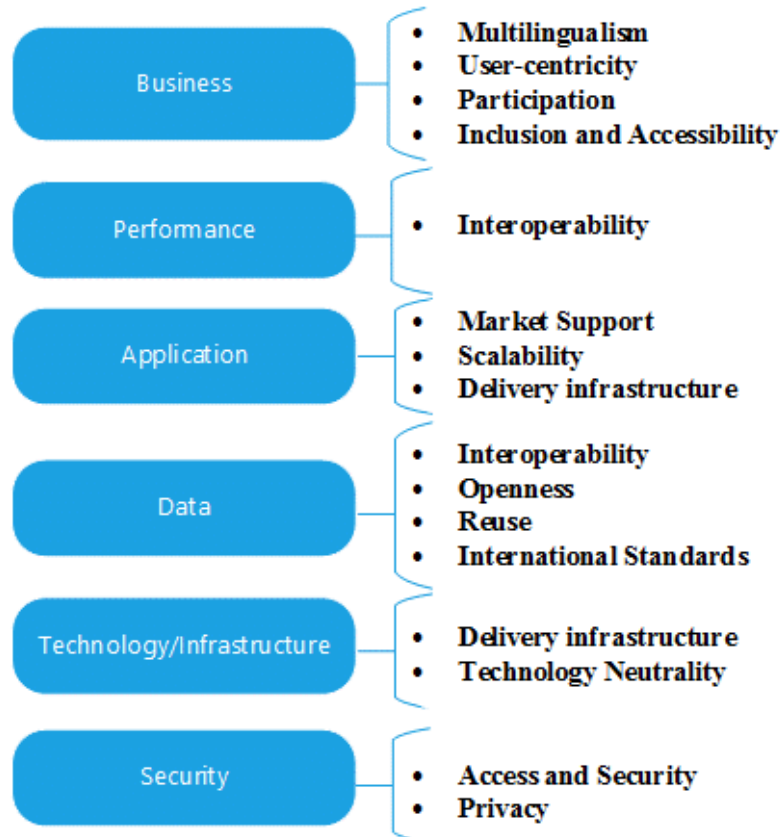 Business
• Multilingualism
• User-centricity
• Participation
• Inclusion and Accessibility
Performance
• Interoperability
Application
• Market Support
• Scalability
• Delivery infrastructure
Data
• Interoperability
• Openness
• Reuse
• International Standards
Technology/Infrastructure
• Delivery infrastructure
• Technology Neutrality
Security
• Access and Security
• Privacy